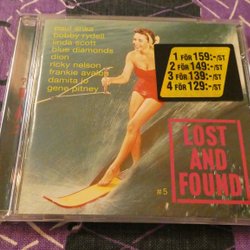 paul anka
bobby rydell
linda scott
blue diamonds
dion
ricky nelson
frankie avalon
damita jo
gene pitney
1 FÖR 159:-/ST
2 FÖR 149:-/ST
3 FÖR 139:-/ST
4 FÖR 129:-/ST
LOST
AND
FOUND
#5